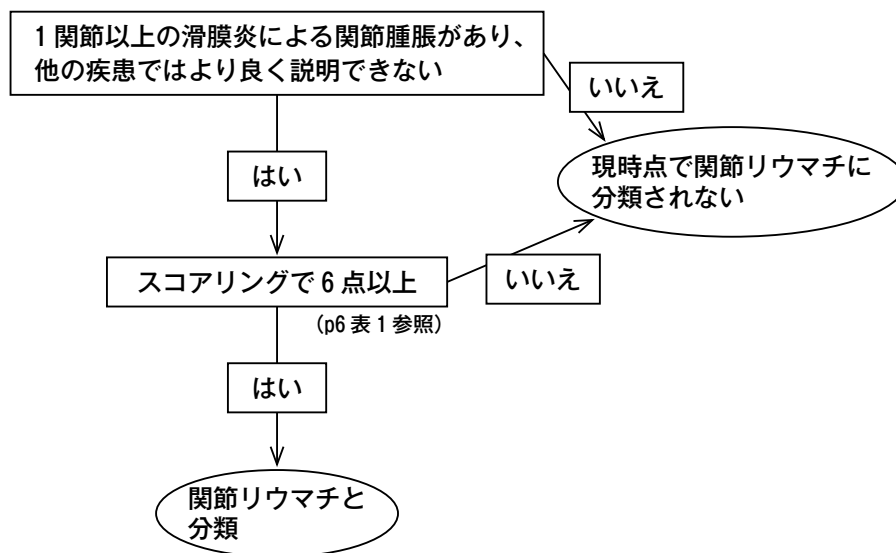 1 関節以上の滑膜炎による関節腫脹があり、
他の疾患ではより良く説明できない
いいえ
はい
現時点で関節リウマチに
分類されない
スコアリングで 6 点以上
いいえ
（p6 表 1 参照）
はい
関節リウマチと
分類